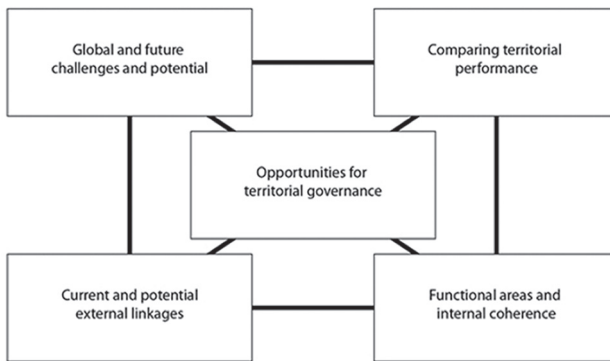 Global and future
challenges and potential
Comparing territorial
performance
Opportunities for
territorial governance
Current and potential
external linkages
Functional areas and
internal coherence